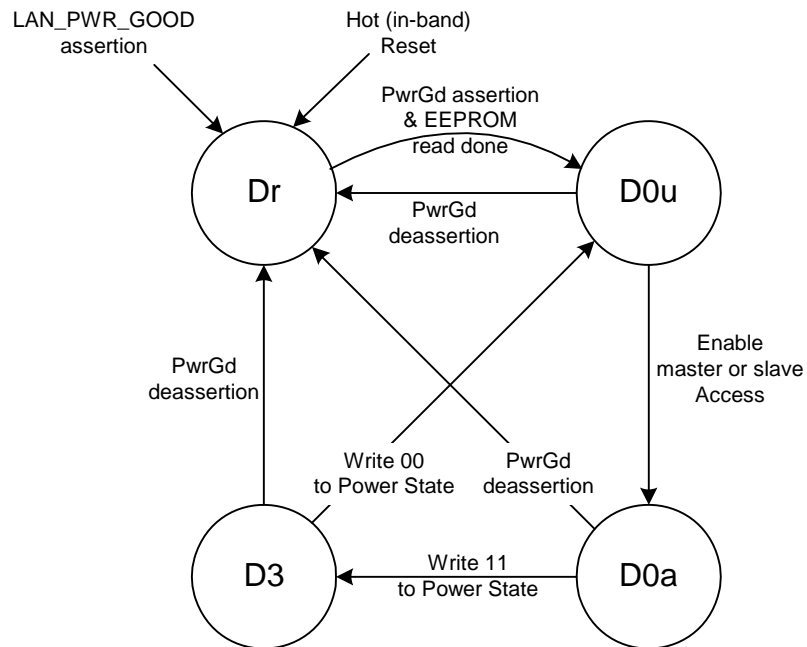 LAN_PWR_GOOD
assertion
Hot (in-band)
Reset
PwrGd assertion
& EEPROM
read done
Dr
D0u
PwrGd
deassertion
PwrGd
deassertion
Enable
master or slave
Access
Write 00
to Power State
PwrGd
deassertion
D3
Write 11
to Power State
D0a